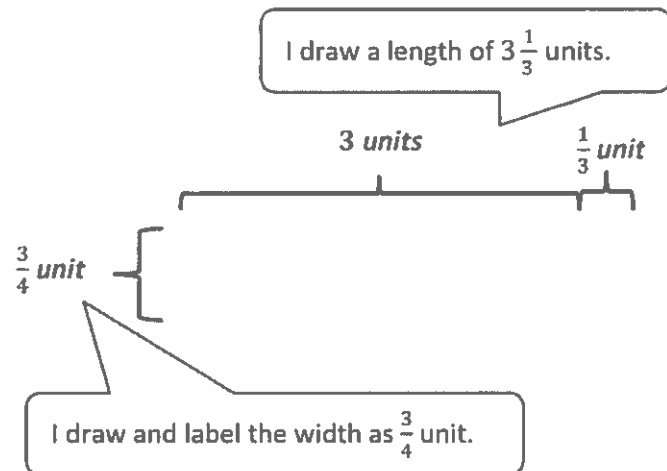 I draw a length of 3 1/3 units.
3 units
1/3 unit
3/4 unit
I draw and label the width as 3/4 unit.